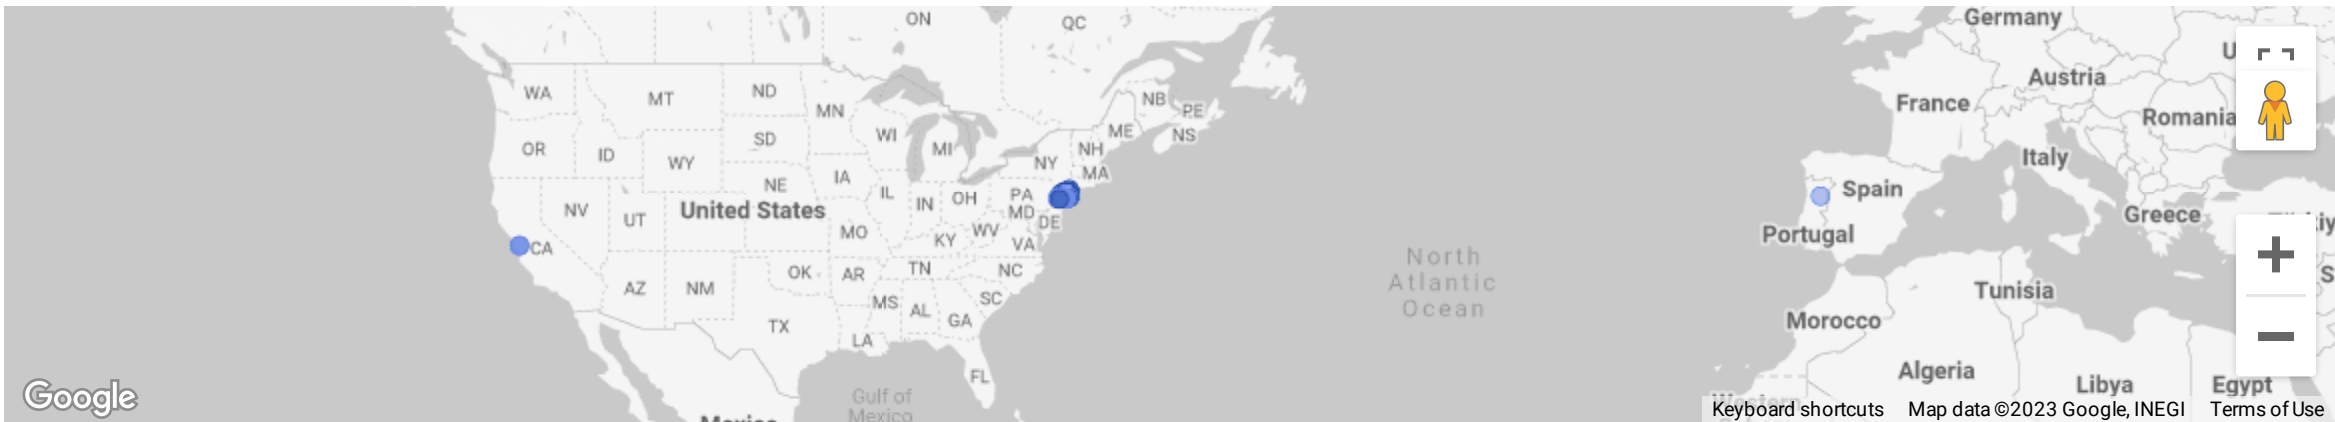 ON
QC
Germany
WA
MT
ND
MN
NB
PE
Austria
France
OR
ID
WY
SD
WI
MI
NY
NH
ME
NS
MA
Romania
Italy
NV
UT
NE
IA
IL
IN
OH
PA
MD
DE
Spain
United States
Greece
CA
MO
KY
WV
VA
Portugal
AZ
NM
OK
AR
TN
NC
North
Atlantic
Ocean
Tunisia
MS
AL
GA
SC
TX
LA
Morocco
FL
Algeria
Libya
Egypt
Google
Gulf of
Mexico
Mexico
Western
Keyboard shortcuts Map data ©2023 Google, INEGI Terms of Use